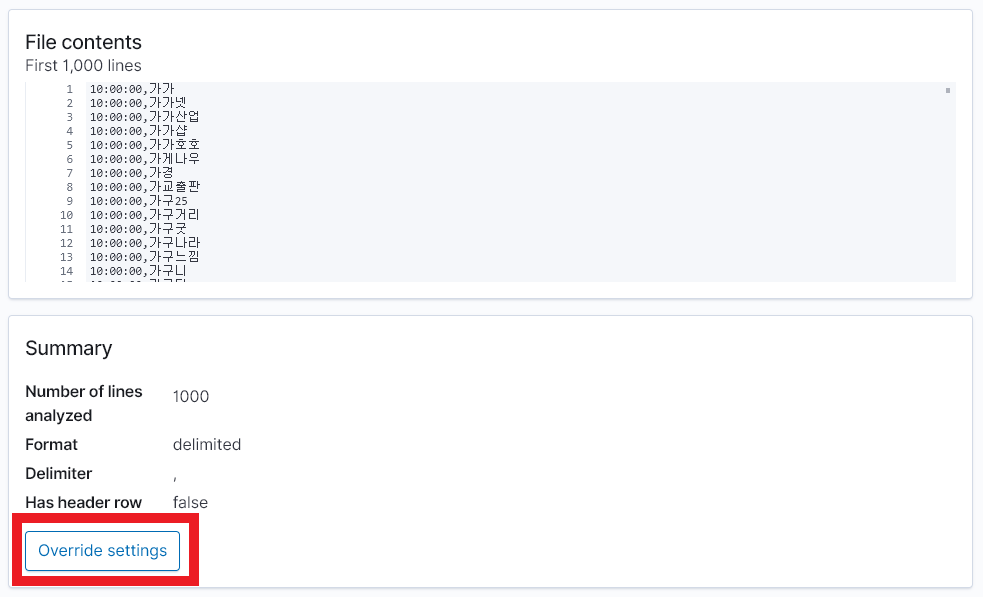 File contents
First 1,000 lines
1 10:00:00,가가
2 10:00:00,가가넷
3 10:00:00,가가산업
4 10:00:00,가가샵
5 10:00:00,가가호호
6 10:00:00,가게나우
7 10:00:00,가경
8 10:00:00,가교출판
9 10:00:00,가구25
10 10:00:00,가구거리
11 10:00:00,가구굿
12 10:00:00,가구나라
13 10:00:00,가구느낌
14 10:00:00,가구니
Summary
Number of lines analyzed 1000
Format delimited
Delimiter ,
Has header row false
Override settings